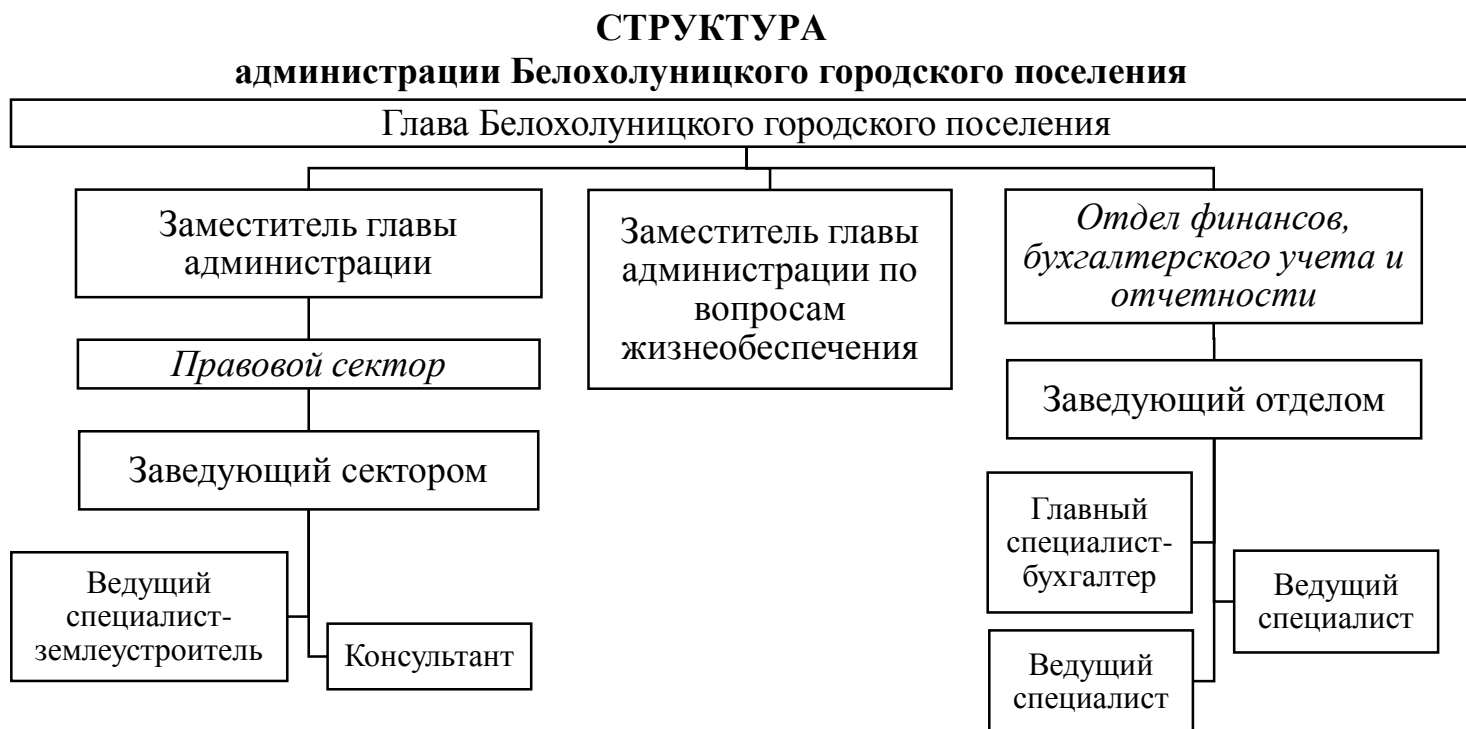 СТРУКТУРА
администрации Белохолуницкого городского поселения
Глава Белохолуницкого городского поселения
Заместитель главы
администрации
Правовой сектор
Заведующий сектором
Ведущий
специалист-
землеустроитель
Консультант
Заместитель главы
администрации по
вопросам
жизнеобеспечения
Отдел финансов,
бухгалтерского учета и
отчетности
Заведующий отделом
Главный
специалист-
бухгалтер
Ведущий
специалист
Ведущий
специалист